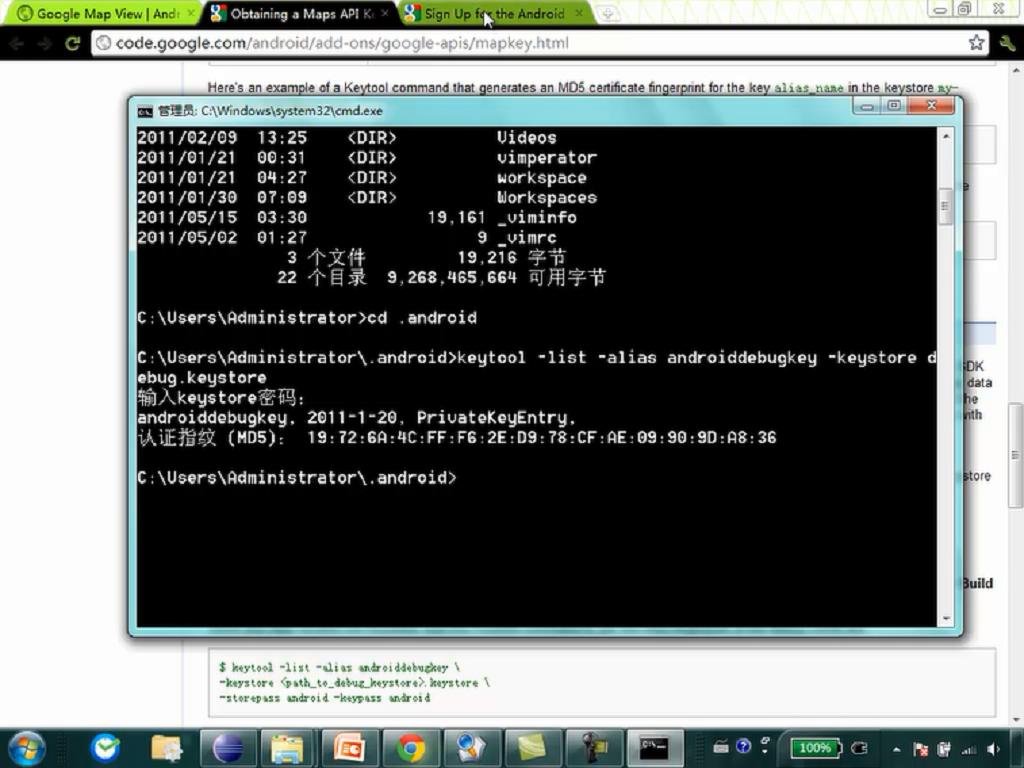 Google Map View | Andr
Obtaining a Maps API K
Sign Up for the Android
code.google.com/android/add-ons/google-apis/mapkey.html
Here's an example of a Keytool command that generates an MD5 certificate fingerprint for the key alias_name in the keystore my-
管理员: C:\Windows\system32\cmd.exe
2011/02/09 13:25 <DIR> Videos
2011/01/21 00:31 <DIR> vimperator
2011/01/21 04:27 <DIR> workspace
2011/01/30 07:09 <DIR> Workspaces
2011/05/15 03:30 19,161 _viminfo
2011/05/02 01:27 9 _vimrc
3 个文件 19,216 字节
22 个目录 9,268,465,664 可用字节
C:\Users\Administrator>cd .android
C:\Users\Administrator\.android>keytool -list -alias androiddebugkey -keystore d
ebug.keystore
输入keystore密码:
androiddebugkey, 2011-1-20, PrivateKeyEntry,
认证指纹 (MD5): 19:72:6A:4C:FF:F6:2E:D9:78:CF:AE:09:90:9D:A8:36
C:\Users\Administrator\.android>
SDK
data
the
with
store
Build
$ keytool -list -alias androiddebugkey \
-keystore <path_to_debug_keystore>.keystore \
-storepass android -keypass android
100%